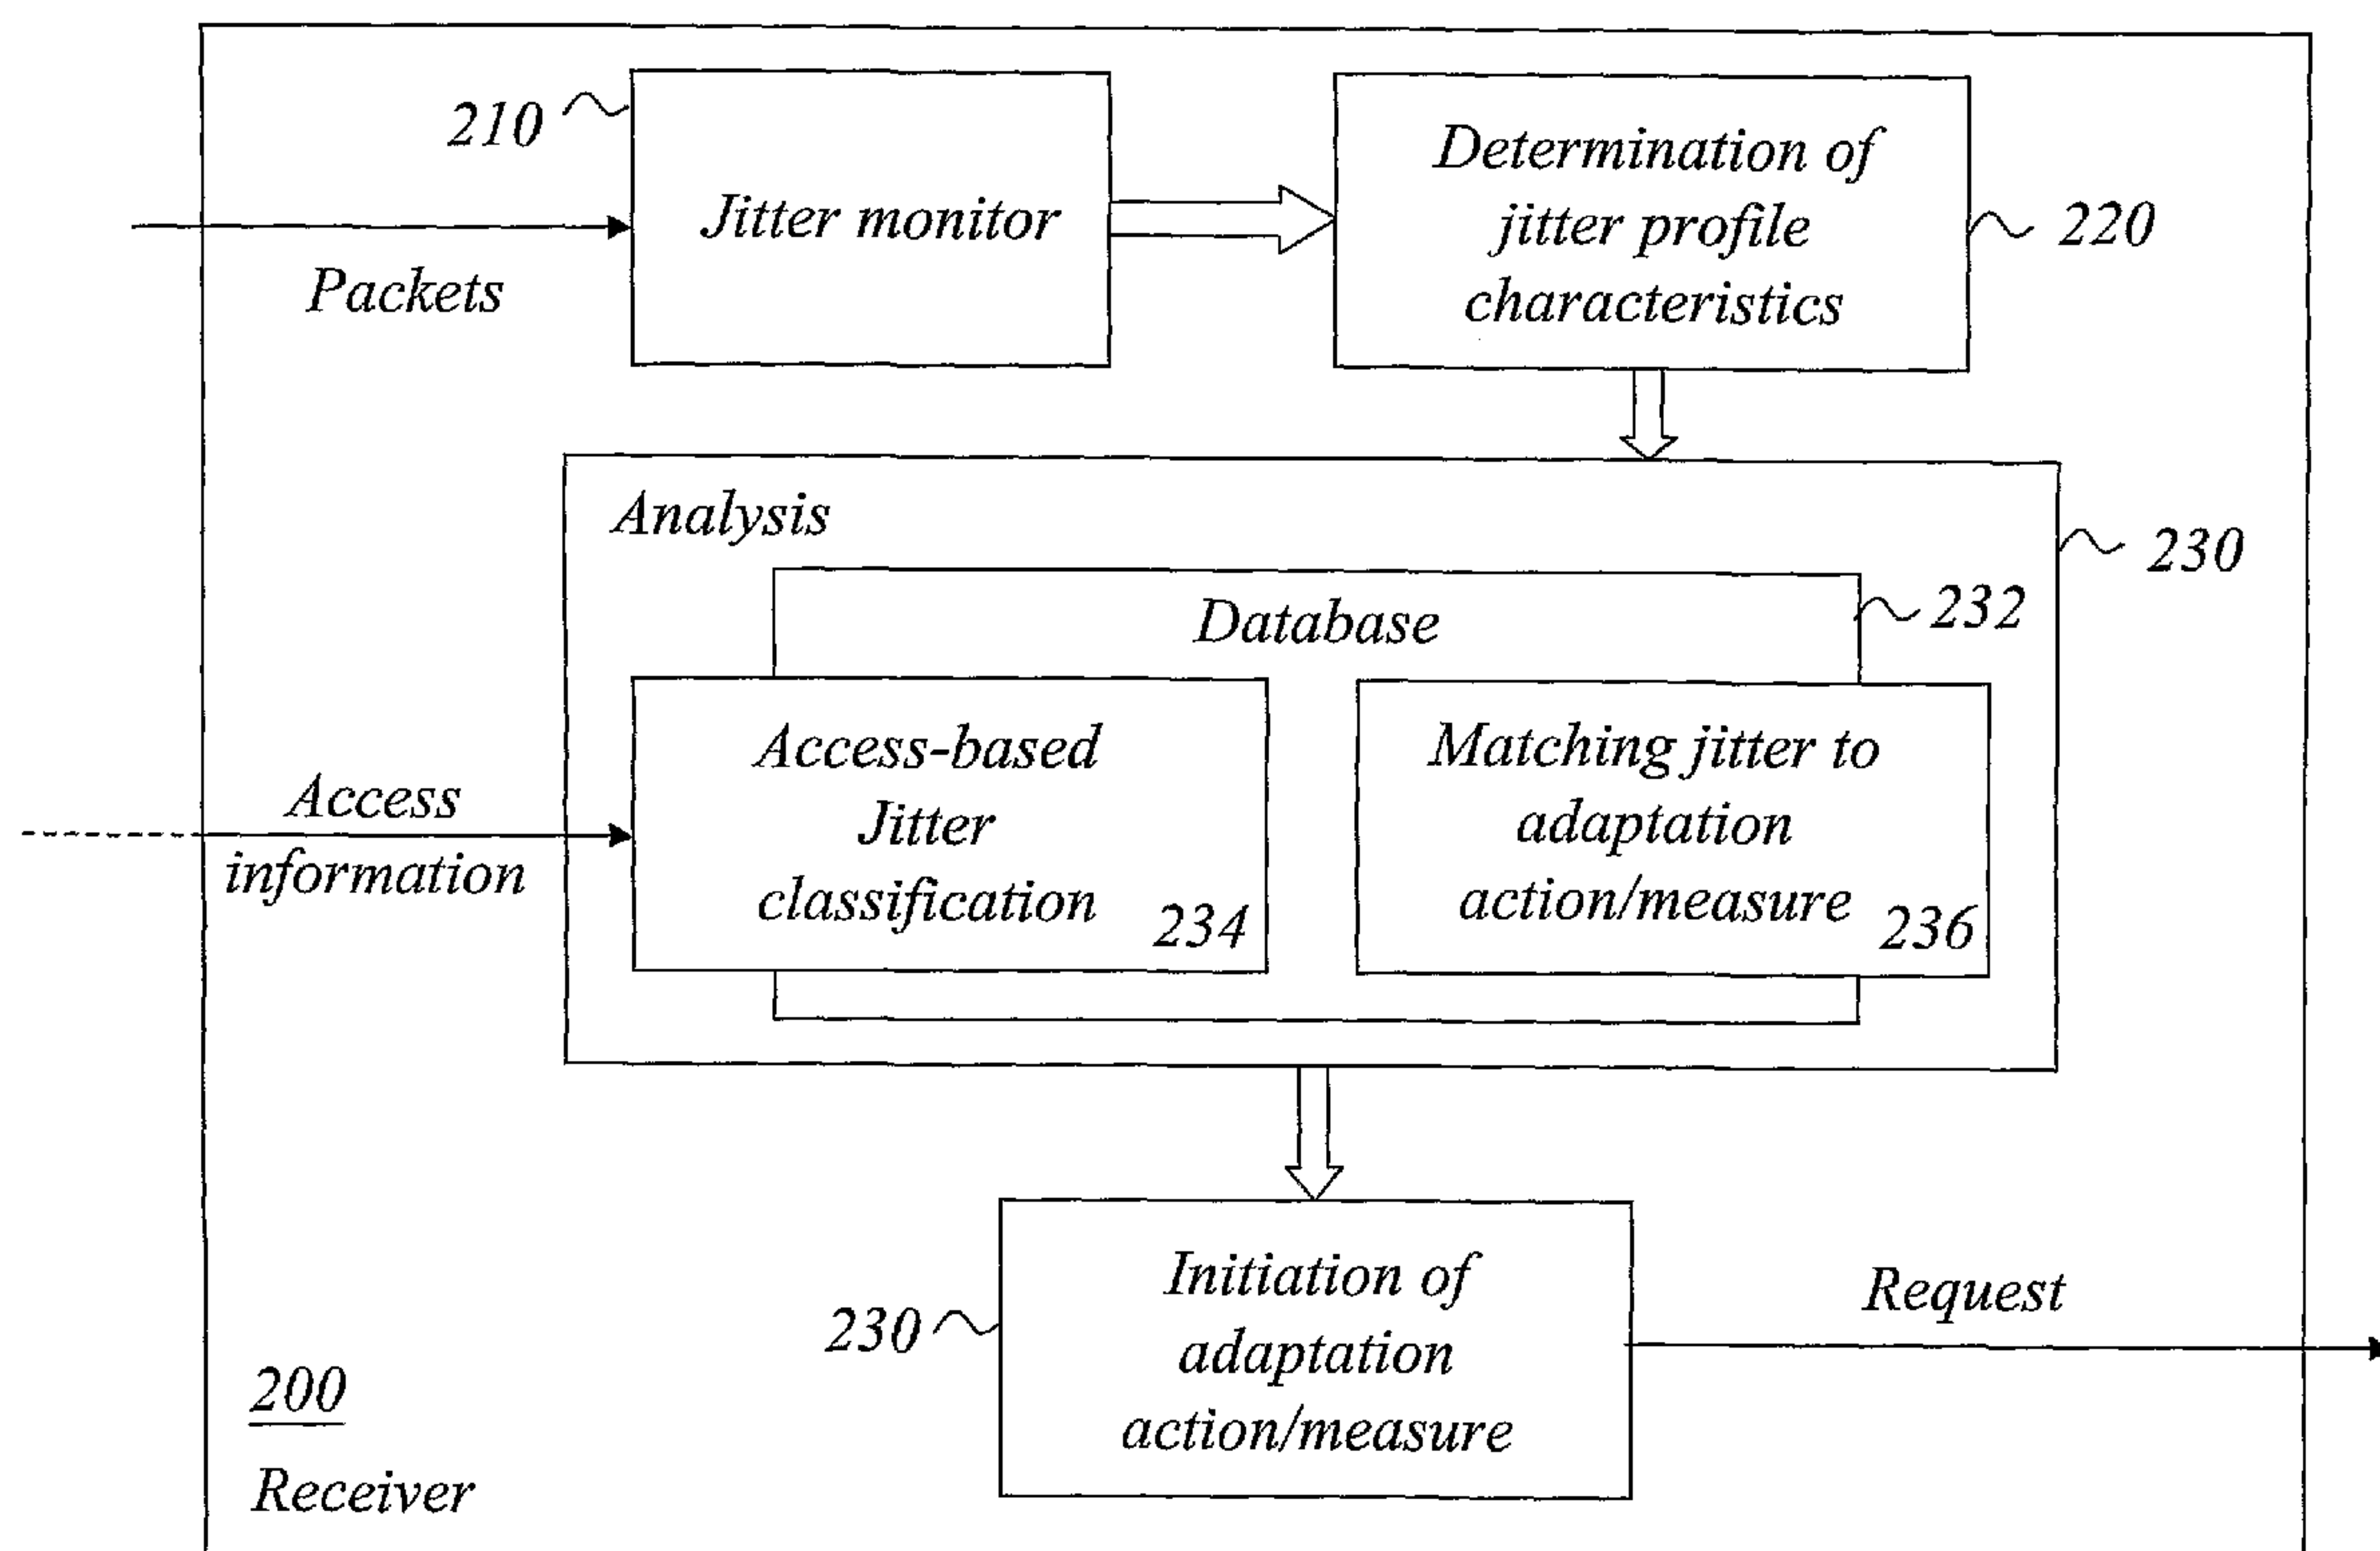 210
Jitter monitor
Packets
Determination of
jitter profile
characteristics
220
Analysis
230
Database
232
Access-based
Jitter
classification
234
Matching jitter to
adaptation
action/measure
236
Access
information
Initiation of
adaptation
action/measure
230
Request
200
Receiver